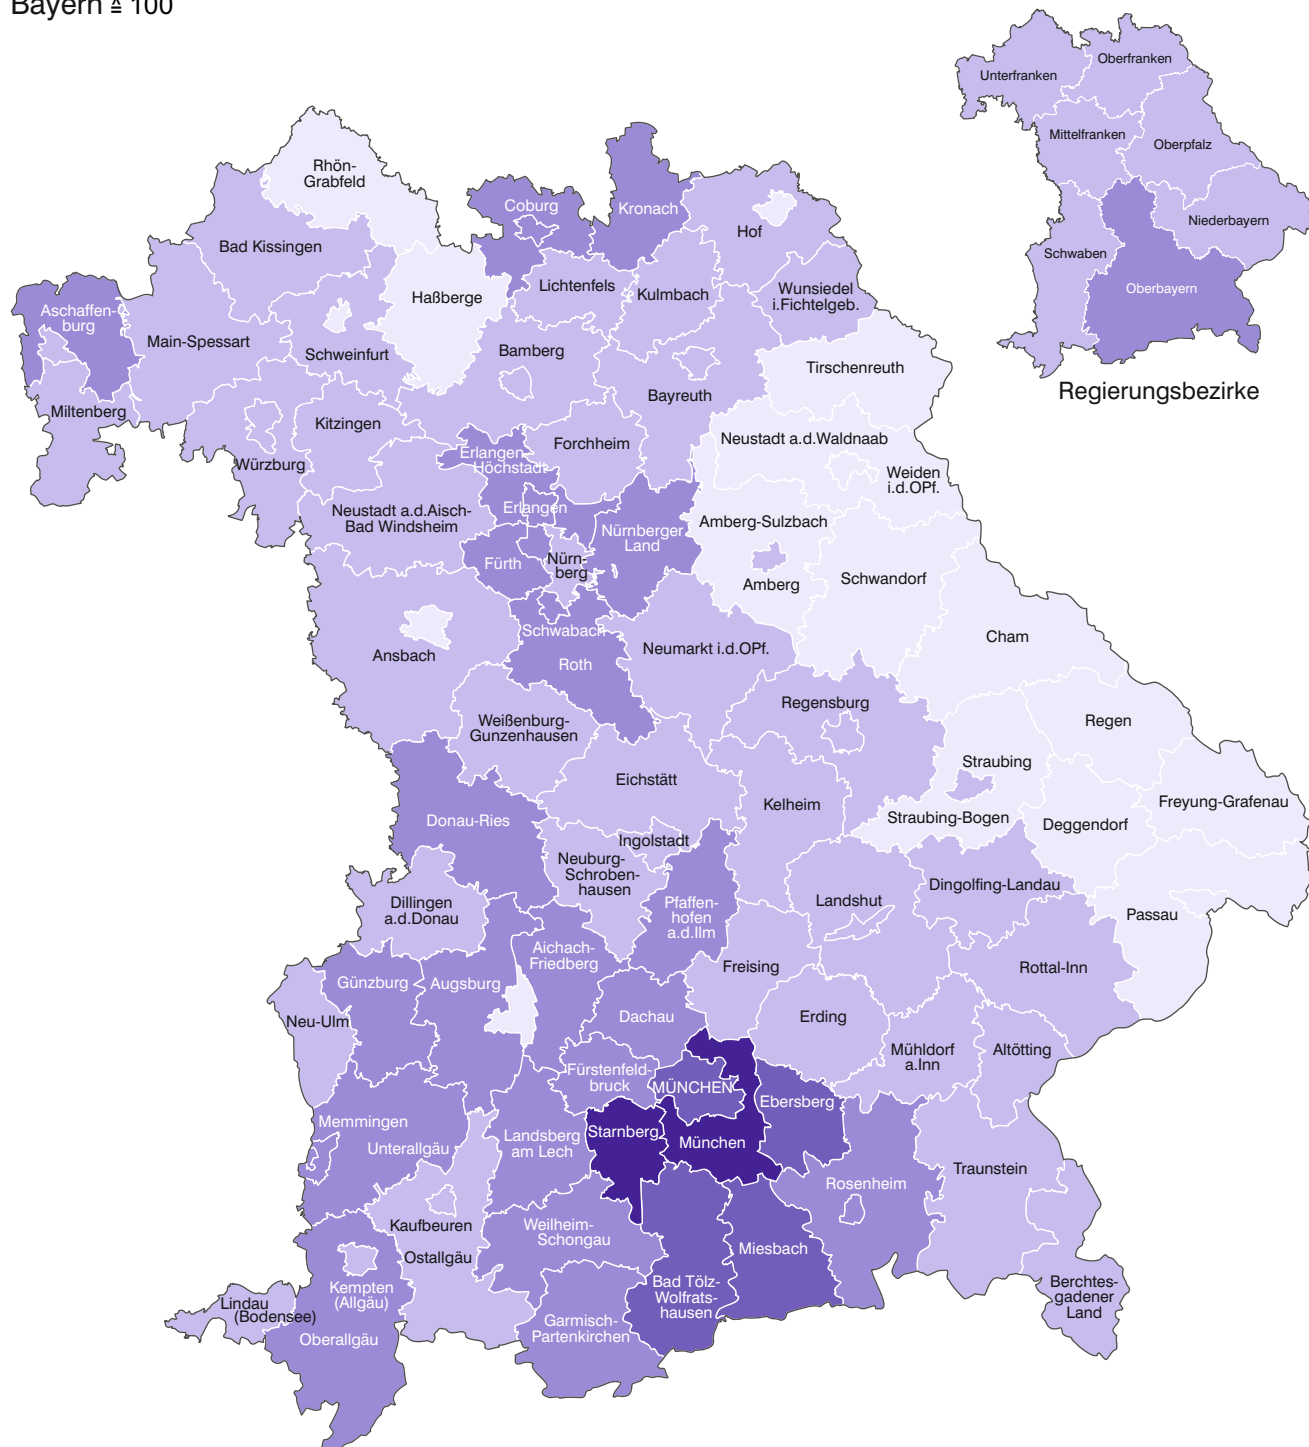 Bayern ≙ 100
Unterfranken
Oberfranken
Mittelfranken
Oberpfalz
Niederbayern
Schwaben
Oberbayern
Regierungsbezirke
Rhön-
Grabfeld
Coburg
Kronach
Hof
Bad Kissingen
Haßberge
Lichtenfels
Kulmbach
Wunsiedel
i.Fichtelgeb.
Aschaffen-
burg
Main-Spessart
Schweinfurt
Bamberg
Bayreuth
Tirschenreuth
Miltenberg
Kitzingen
Würzburg
Forchheim
Erlangen-
Höchstadt
Neustadt a.d.Waldnaab
Weiden
i.d.OPf.
Neustadt a.d.Aisch-
Bad Windsheim
Erlangen
Nürnberger
Land
Amberg-Sulzbach
Fürth
Nürn-
berg
Amberg
Schwandorf
Ansbach
Schwabach
Roth
Neumarkt i.d.OPf.
Cham
Weißenburg-
Gunzenhausen
Regensburg
Regen
Eichstätt
Straubing
Kelheim
Freyung-Grafenau
Donau-Ries
Ingolstadt
Straubing-Bogen
Deggendorf
Neuburg-
Schroben-
hausen
Dillingen
a.d.Donau
Pfaffen-
hofen
a.d.Ilm
Landshut
Dingolfing-Landau
Passau
Aichach-
Friedberg
Günzburg
Augsburg
Freising
Rottal-Inn
Neu-Ulm
Dachau
Erding
Mühldorf
a.Inn
Altötting
Fürstenfeld-
bruck
MÜNCHEN
Ebersberg
Memmingen
Unterallgäu
Landsberg
am Lech
Starnberg
München
Traunstein
Rosenheim
Kaufbeuren
Ostallgäu
Weilheim-
Schongau
Miesbach
Bad Tölz-
Wolfrats-
hausen
Kempten
(Allgäu)
Lindau
(Bodensee)
Oberallgäu
Garmisch-
Partenkirchen
Berchtes-
gadener
Land